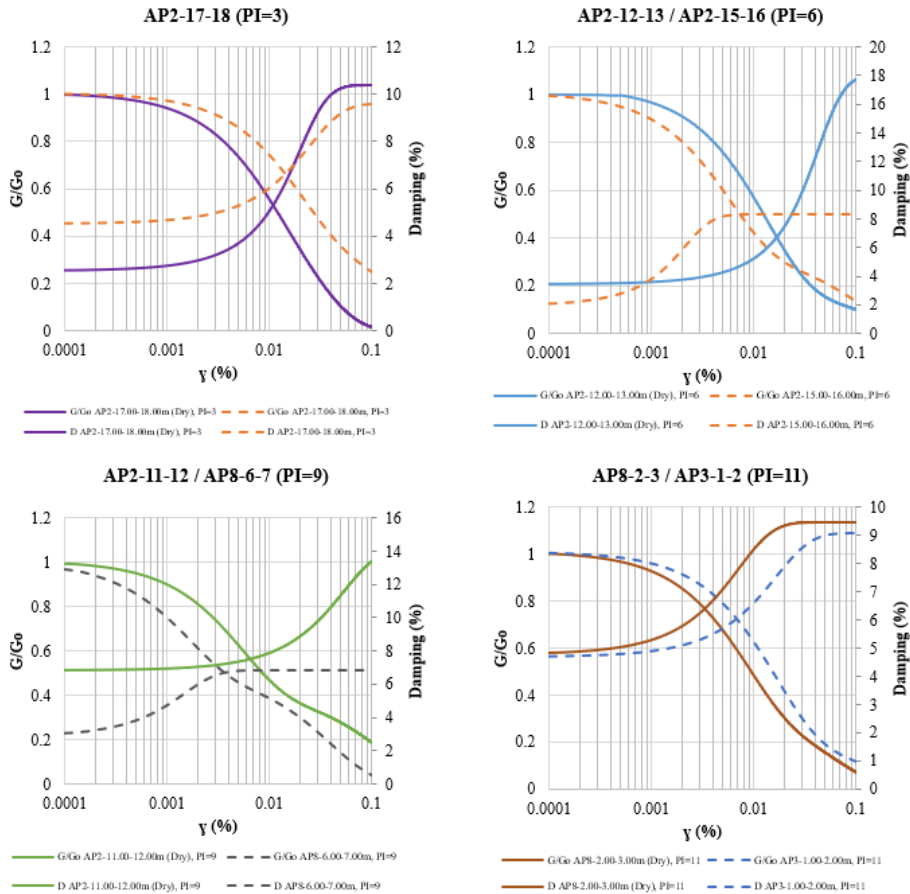 AP2-17-18 (PI=3)
1.2
1
0.8
0.6
0.4
0.2
0
G/Go
12
10
8
6
4
2
0
Damping (%)
0.0001
0.001
0.01
0.1
γ (%)
G/Go AP2-17.00-18.00m (Dry), PI=3
G/Go AP2-17.00-18.00m, PI=3
D AP2-17.00-18.00m (Dry), PI=3
D AP2-17.00-18.00m, PI=3
AP2-12-13 / AP2-15-16 (PI=6)
1.2
1
0.8
0.6
0.4
0.2
0
G/Go
20
18
16
14
12
10
8
6
4
2
0
Damping (%)
0.0001
0.001
0.01
0.1
γ (%)
G/Go AP2-12.00-13.00m (Dry), PI=6
G/Go AP2-15.00-16.00m, PI=6
D AP2-12.00-13.00m (Dry), PI=6
D AP2-15.00-16.00m, PI=6
AP2-11-12 / AP8-6-7 (PI=9)
1.2
1
0.8
0.6
0.4
0.2
0
G/Go
16
14
12
10
8
6
4
2
0
Damping (%)
0.0001
0.001
0.01
0.1
γ (%)
G/Go AP2-11.00-12.00m (Dry), PI=9
G/Go AP8-6.00-7.00m, PI=9
D AP2-11.00-12.00m (Dry), PI=9
D AP8-6.00-7.00m, PI=9
AP8-2-3 / AP3-1-2 (PI=11)
1.2
1
0.8
0.6
0.4
0.2
0
G/Go
10
9
8
7
6
5
4
3
2
1
0
Damping (%)
0.0001
0.001
0.01
0.1
γ (%)
G/Go AP8-2.00-3.00m (Dry), PI=11
G/Go AP3-1.00-2.00m, PI=11
D AP8-2.00-3.00m (Dry), PI=11
D AP3-1.00-2.00m, PI=11